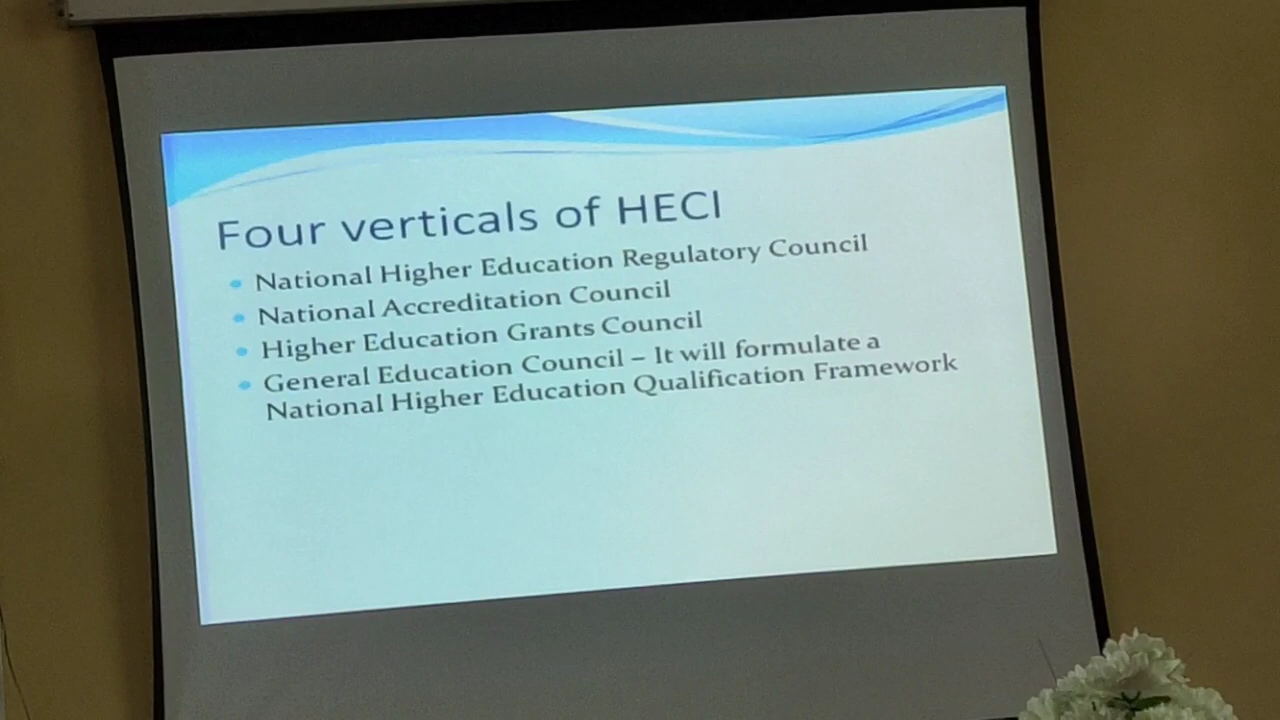 Four verticals of HECI
National Higher Education Regulatory Council
National Accreditation Council
Higher Education Grants Council
General Education Council – It will formulate a
National Higher Education Qualification Framework